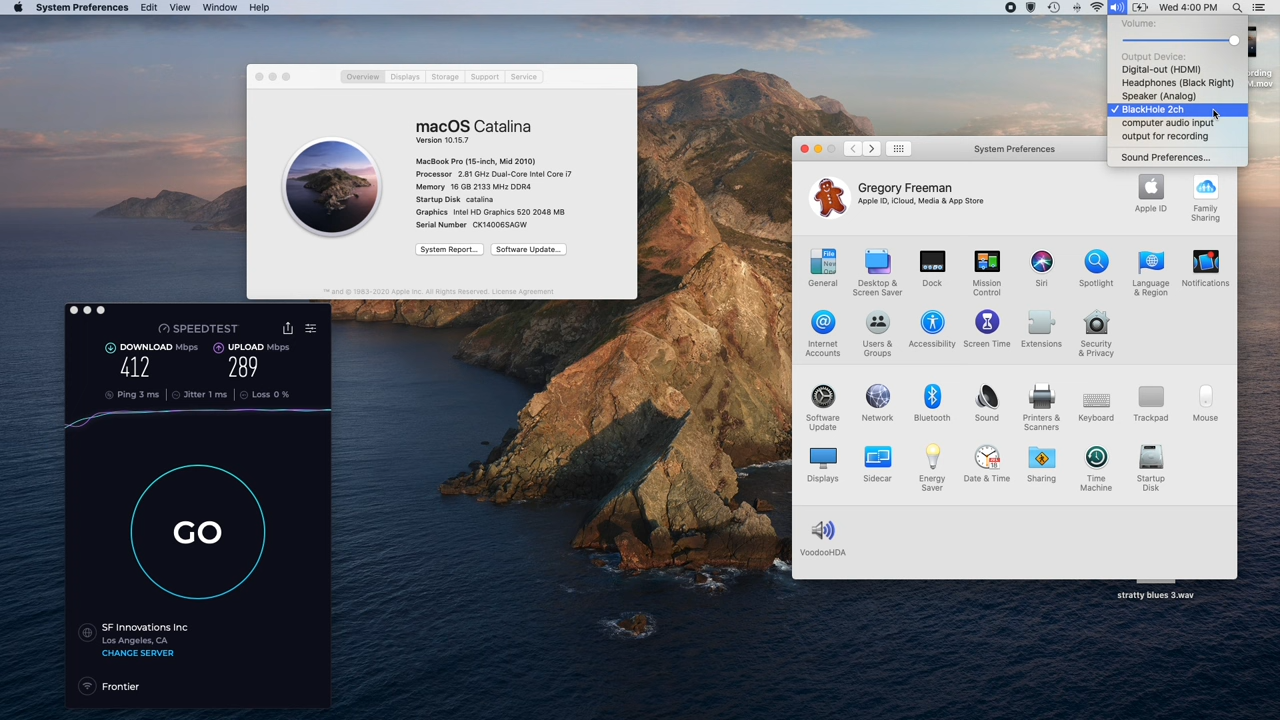 System Preferences Edit View Window Help
Wed 4:00 PM
Volume:
Output Device:
Digital-out (HDMI)
Headphones (Black Right)
Speaker (Analog)
✓ BlackHole 2ch
computer audio input
output for recording
Sound Preferences...
M.mov
Overview Displays Storage Support Service
macOS Catalina
Version 10.15.7
MacBook Pro (15-inch, Mid 2010)
Processor 2.81 GHz Dual-Core Intel Core i7
Memory 16 GB 2133 MHz DDR4
Startup Disk catalina
Graphics Intel HD Graphics 520 2048 MB
Serial Number CK14006SAGW
System Report... Software Update...
™ and © 1983-2020 Apple Inc. All Rights Reserved. License Agreement
SPEEDTEST
DOWNLOAD Mbps UPLOAD Mbps
412 289
Ping 3 ms Jitter 1 ms Loss 0 %
GO
SF Innovations Inc
Los Angeles, CA
CHANGE SERVER
Frontier
System Preferences
Gregory Freeman
Apple ID, iCloud, Media & App Store
Apple ID
Family
Sharing
General
Desktop &
Screen Saver
Dock
Mission
Control
Siri
Spotlight
Language
& Region
Notifications
Internet
Accounts
Users &
Groups
Accessibility
Screen Time
Extensions
Security
& Privacy
Software
Update
Network
Bluetooth
Sound
Printers &
Scanners
Keyboard
Trackpad
Mouse
Displays
Sidecar
Energy
Saver
Date & Time
Sharing
Time
Machine
Startup
Disk
VoodooHDA
stratty blues 3.wav